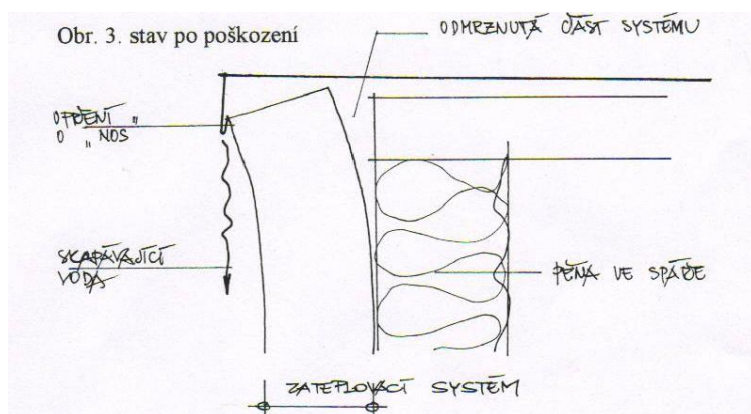 Obr. 3. stav po poškození
ODMRZNUTÁ ČÁST SYSTÉMU
OPŘENÍ
O „NOS"
SKAPÁVAJÍCÍ
VODA
PĚNA VE SPÁŘE
ZATEPLOVACÍ SYSTÉM